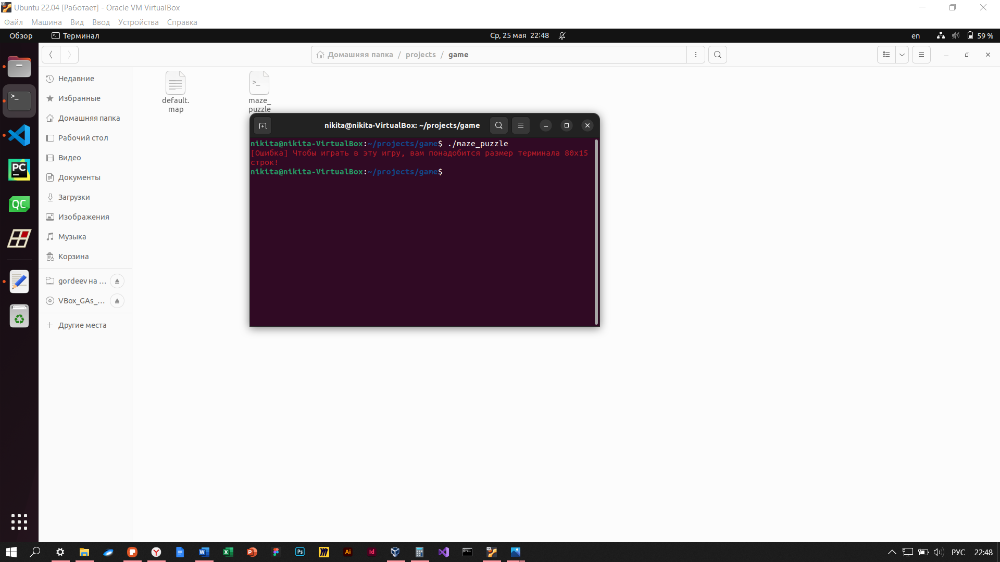 Ubuntu 22.04 [Работает] - Oracle VM VirtualBox
Файл Машина Вид Ввод Устройства Справка
Обзор Терминал Ср, 25 мая 22:48 en 59 %
Домашняя папка / projects / game
Недавние
Избранные
Домашняя папка
Рабочий стол
Видео
Документы
Загрузки
Изображения
Музыка
Корзина
gordeev на ...
VBox_GAs_...
Другие места
default.
map
maze_
puzzle
nikita@nikita-VirtualBox: ~/projects/game
nikita@nikita-VirtualBox:~/projects/game$ ./maze_puzzle
[Ошибка] Чтобы играть в эту игру, вам понадобится размер терминала 80x15
строк!
nikita@nikita-VirtualBox:~/projects/game$
>_
>_
PC
QC
Ps
Ai
Id
РУС 22:48